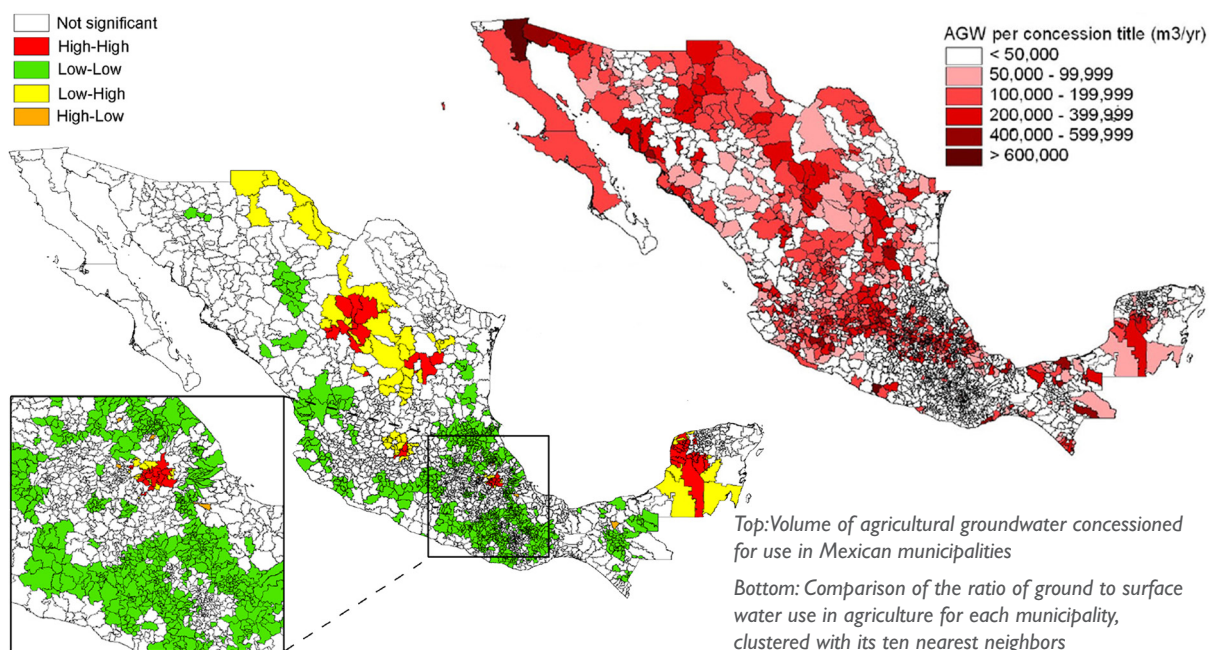 Not significant
High-High
Low-Low
Low-High
High-Low
AGW per concession title (m3/yr)
< 50,000
50,000 - 99,999
100,000 - 199,999
200,000 - 399,999
400,000 - 599,999
> 600,000
Top:Volume of agricultural groundwater concessioned
for use in Mexican municipalities
Bottom: Comparison of the ratio of ground to surface
water use in agriculture for each municipality,
clustered with its ten nearest neighbors